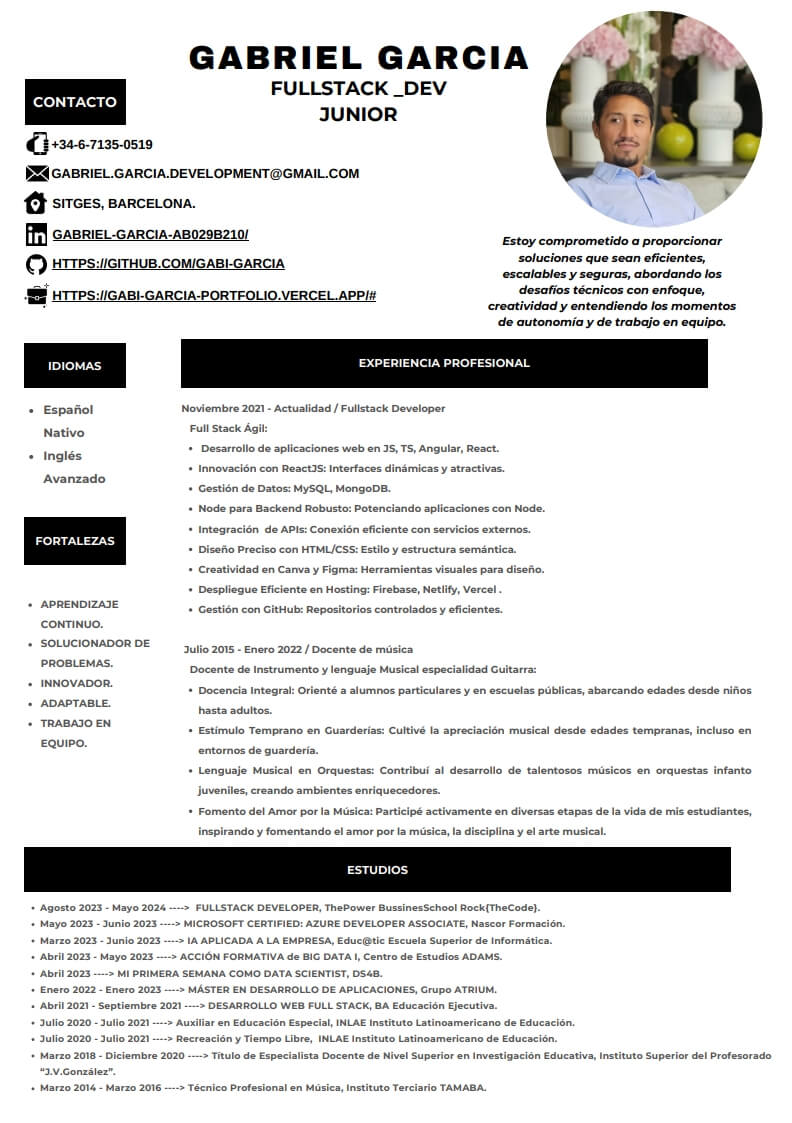 GABRIEL GARCIA
FULLSTACK _DEV
JUNIOR
CONTACTO
+34-6-7135-0519
GABRIEL.GARCIA.DEVELOPMENT@GMAIL.COM
SITGES, BARCELONA.
GABRIEL-GARCIA-AB029B210/
HTTPS://GITHUB.COM/GABI-GARCIA
HTTPS://GABI-GARCIA-PORTFOLIO.VERCEL.APP/#
Estoy comprometido a proporcionar
soluciones que sean eficientes,
escalables y seguras, abordando los
desafíos técnicos con enfoque,
creatividad y entendiendo los momentos
de autonomía y de trabajo en equipo.
IDIOMAS
• Español
Nativo
• Inglés
Avanzado
FORTALEZAS
• APRENDIZAJE
CONTINUO.
• SOLUCIONADOR DE
PROBLEMAS.
• INNOVADOR.
• ADAPTABLE.
• TRABAJO EN
EQUIPO.
EXPERIENCIA PROFESIONAL
Noviembre 2021 - Actualidad / Fullstack Developer
Full Stack Ágil:
• Desarrollo de aplicaciones web en JS, TS, Angular, React.
• Innovación con ReactJS: Interfaces dinámicas y atractivas.
• Gestión de Datos: MySQL, MongoDB.
• Node para Backend Robusto: Potenciando aplicaciones con Node.
• Integración  de APIs: Conexión eficiente con servicios externos.
• Diseño Preciso con HTML/CSS: Estilo y estructura semántica.
• Creatividad en Canva y Figma: Herramientas visuales para diseño.
• Despliegue Eficiente en Hosting: Firebase, Netlify, Vercel .
• Gestión con GitHub: Repositorios controlados y eficientes.
Julio 2015 - Enero 2022 / Docente de música
Docente de Instrumento y lenguaje Musical especialidad Guitarra:
• Docencia Integral: Orienté a alumnos particulares y en escuelas públicas, abarcando edades desde niños
hasta adultos.
• Estímulo Temprano en Guarderías: Cultivé la apreciación musical desde edades tempranas, incluso en
entornos de guardería.
• Lenguaje Musical en Orquestas: Contribuí al desarrollo de talentosos músicos en orquestas infanto
juveniles, creando ambientes enriquecedores.
• Fomento del Amor por la Música: Participé activamente en diversas etapas de la vida de mis estudiantes,
inspirando y fomentando el amor por la música, la disciplina y el arte musical.
ESTUDIOS
• Agosto 2023 - Mayo 2024 ----> FULLSTACK DEVELOPER, ThePower BussinesSchool Rock{TheCode}.
• Mayo 2023 - Junio 2023 ----> MICROSOFT CERTIFIED: AZURE DEVELOPER ASSOCIATE, Nascor Formación.
• Marzo 2023 - Junio 2023 ----> IA APLICADA A LA EMPRESA, Educ@tic Escuela Superior de Informática.
• Abril 2023 - Mayo 2023 ----> ACCIÓN FORMATIVA de BIG DATA I, Centro de Estudios ADAMS.
• Abril 2023 ----> MI PRIMERA SEMANA COMO DATA SCIENTIST, DS4B.
• Enero 2022 - Enero 2023 ----> MÁSTER EN DESARROLLO DE APLICACIONES, Grupo ATRIUM.
• Abril 2021 - Septiembre 2021 ----> DESARROLLO WEB FULL STACK, BA Educación Ejecutiva.
• Julio 2020 - Julio 2021 ----> Auxiliar en Educación Especial, INLAE Instituto Latinoamericano de Educación.
• Julio 2020 - Julio 2021 ----> Recreación y Tiempo Libre,  INLAE Instituto Latinoamericano de Educación.
• Marzo 2018 - Diciembre 2020 ----> Título de Especialista Docente de Nivel Superior en Investigación Educativa, Instituto Superior del Profesorado
“J.V.González”.
• Marzo 2014 - Marzo 2016 ----> Técnico Profesional en Música, Instituto Terciario TAMABA.